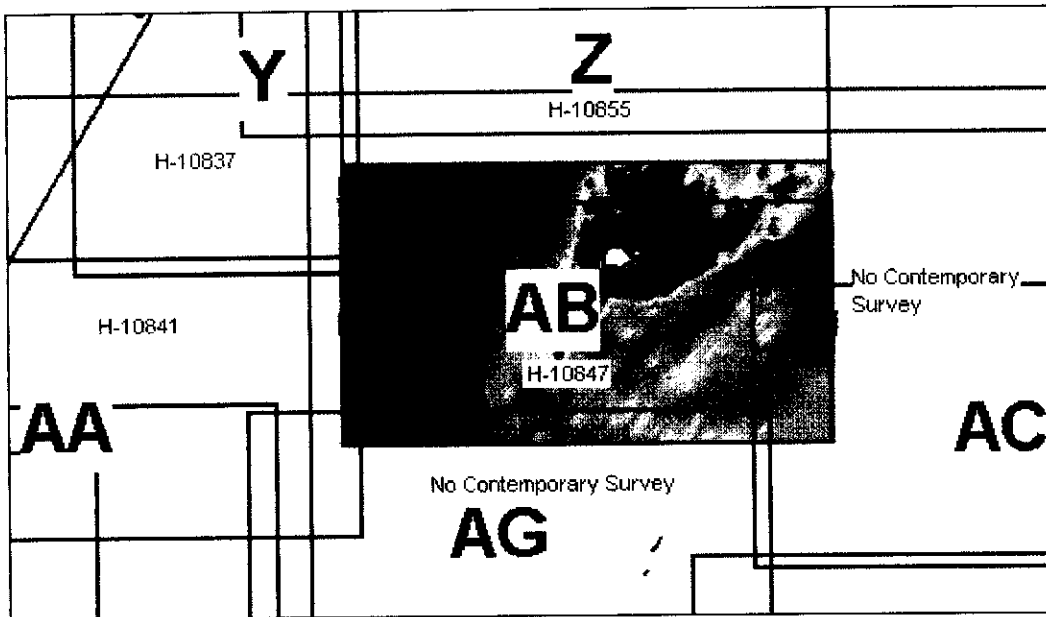 Y
Z
H-10855
H-10837
No Contemporary
Survey
AB
H-10841
H-10847
AA
AC
No Contemporary Survey
AG